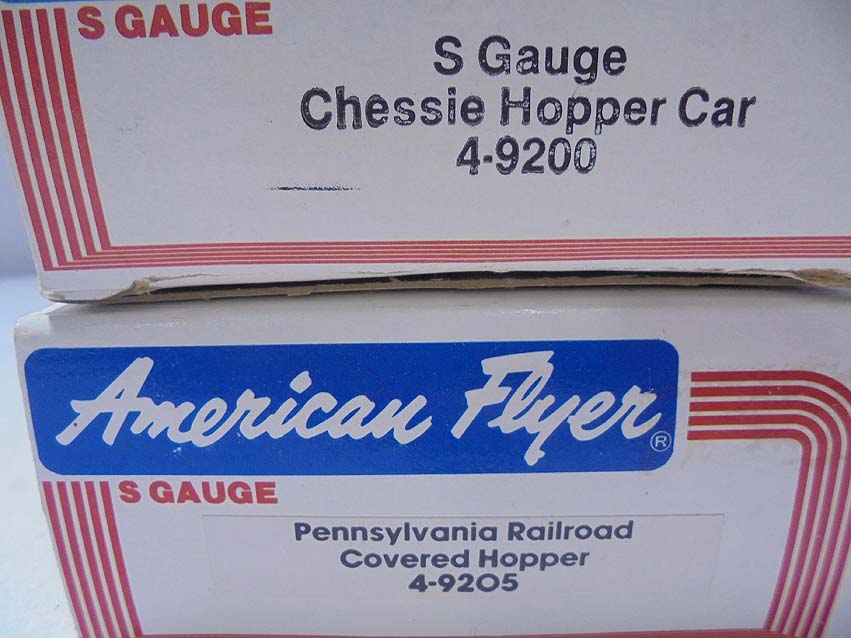 S GAUGE
S Gauge
Chessie Hopper Car
4-9200
American Flyer®
S GAUGE
Pennsylvania Railroad
Covered Hopper
4-9205